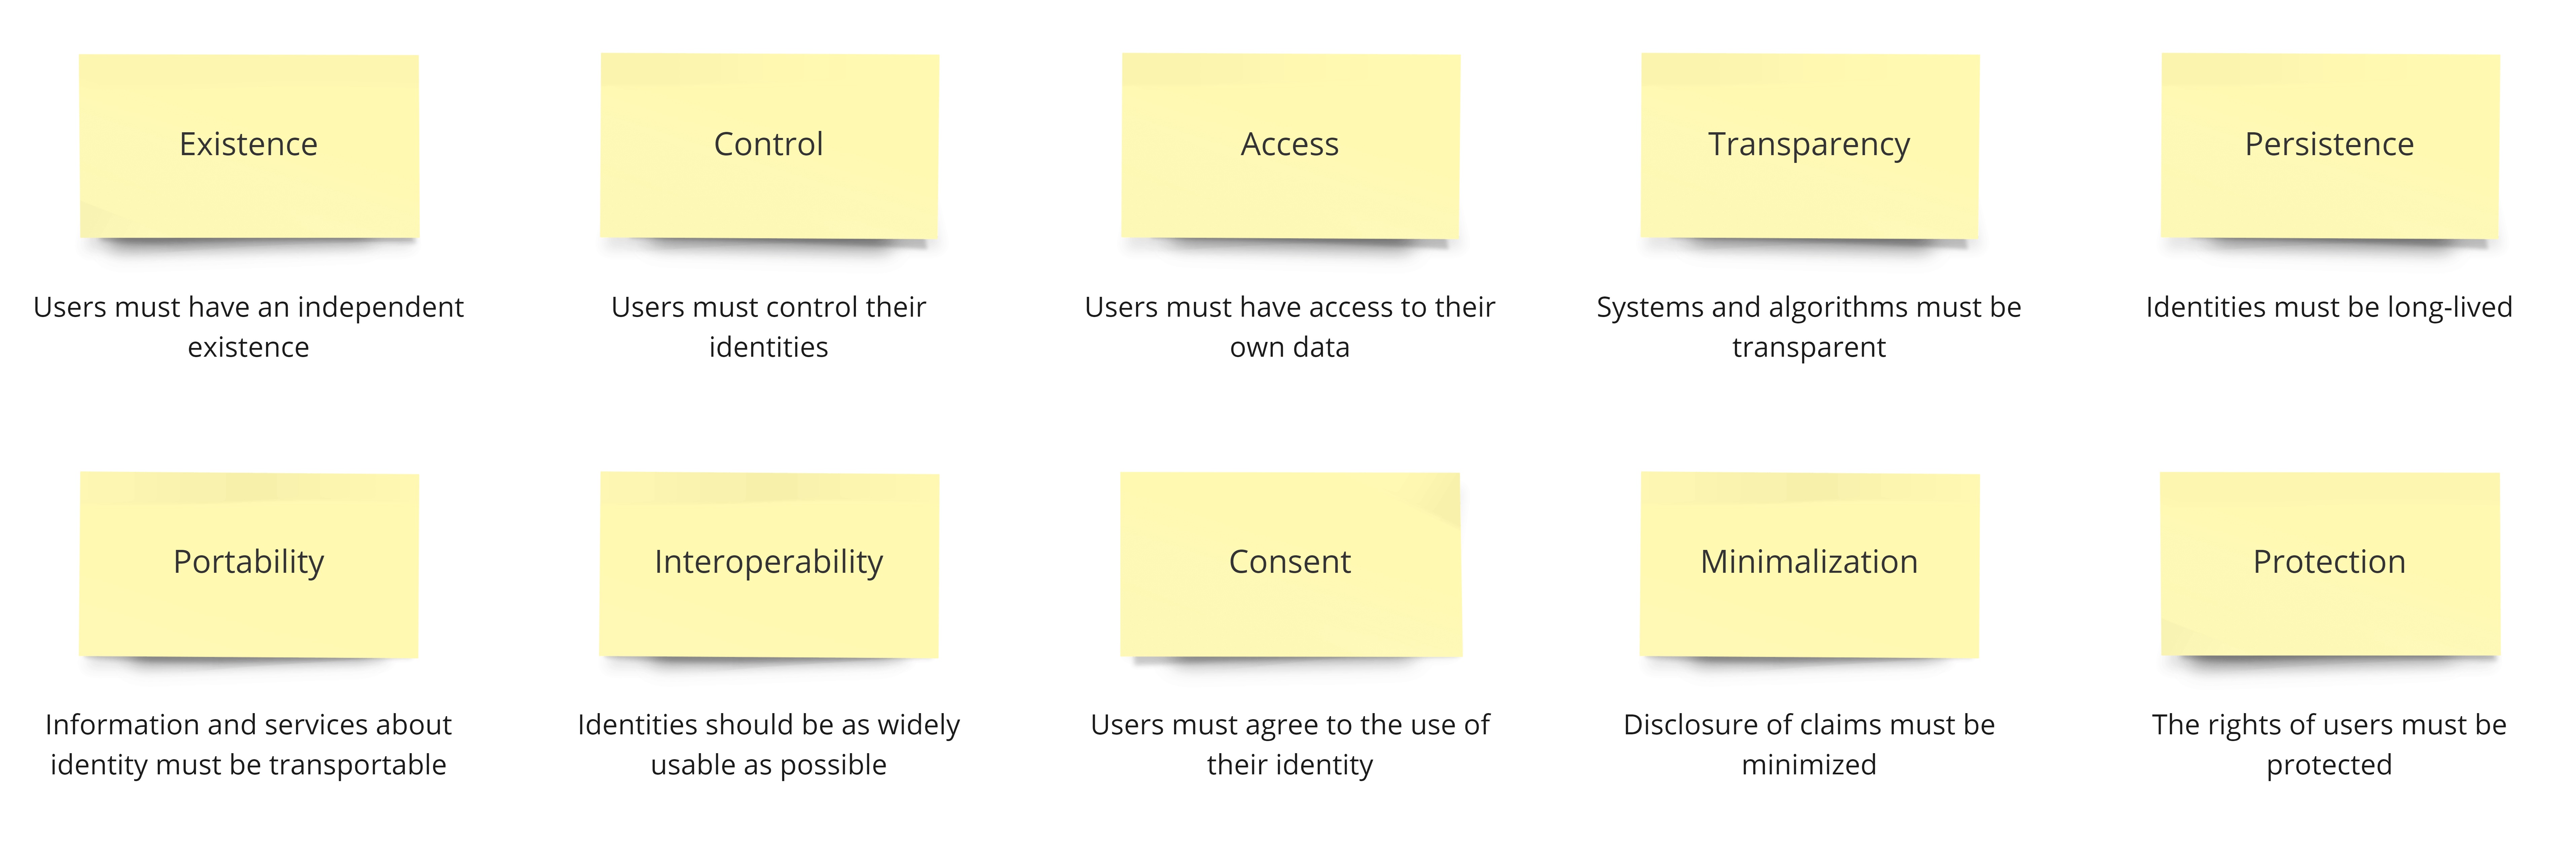 Existence
Users must have an independent
existence
Control
Users must control their
identities
Access
Users must have access to their
own data
Transparency
Systems and algorithms must be
transparent
Persistence
Identities must be long-lived
Portability
Information and services about
identity must be transportable
Interoperability
Identities should be as widely
usable as possible
Consent
Users must agree to the use of
their identity
Minimalization
Disclosure of claims must be
minimized
Protection
The rights of users must be
protected